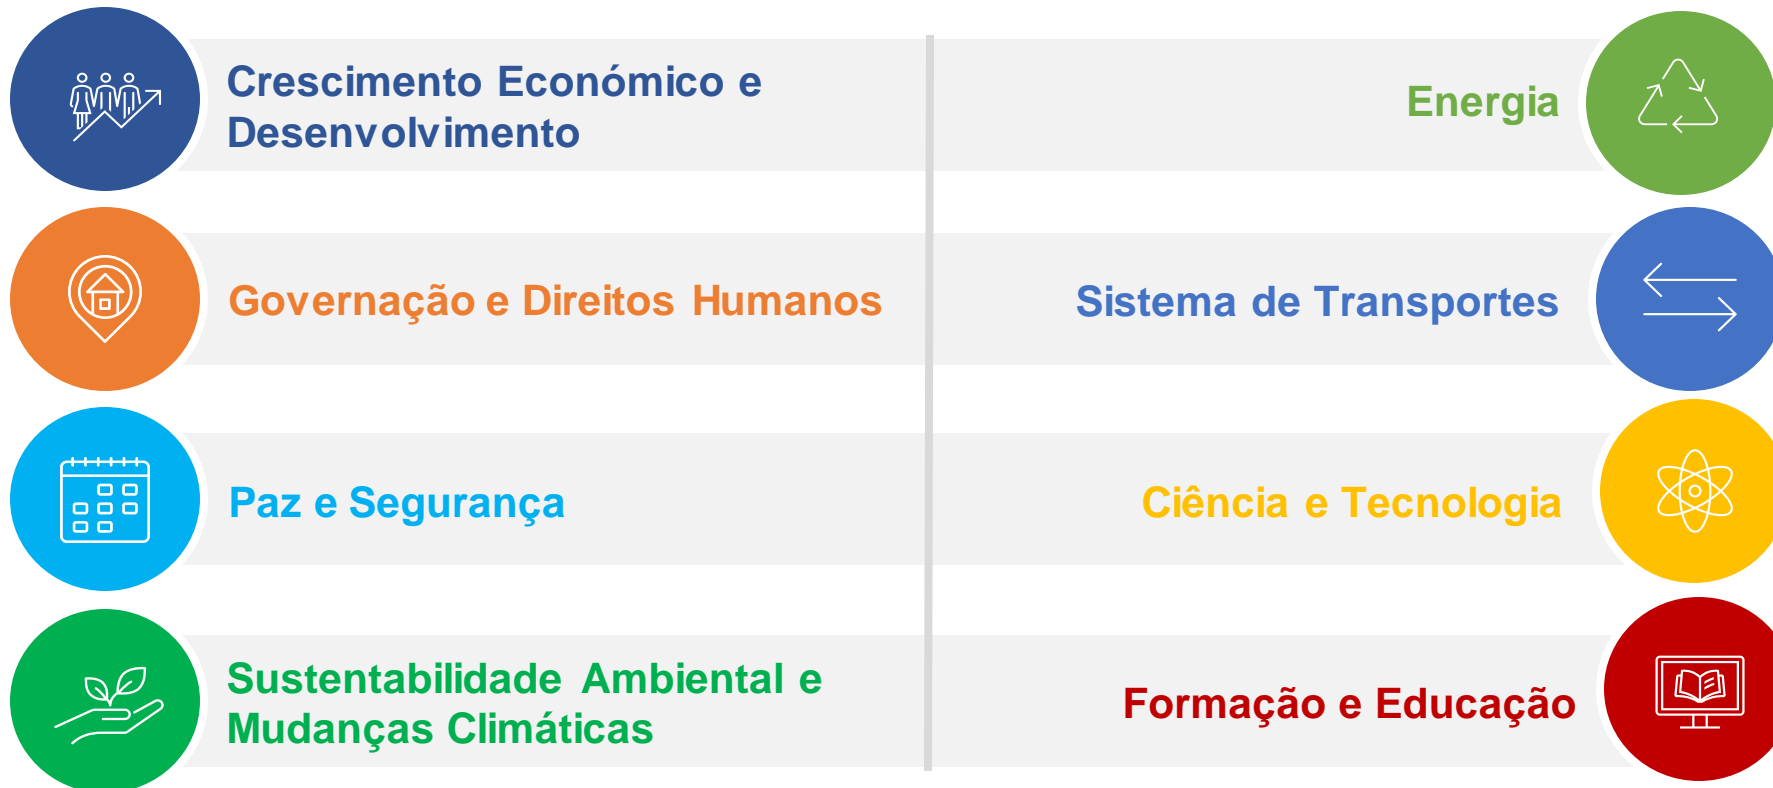 Crescimento Económico e
Desenvolvimento
Governação e Direitos Humanos
Paz e Segurança
Sustentabilidade Ambiental e
Mudanças Climáticas
Energia
Sistema de Transportes
Ciência e Tecnologia
Formação e Educação